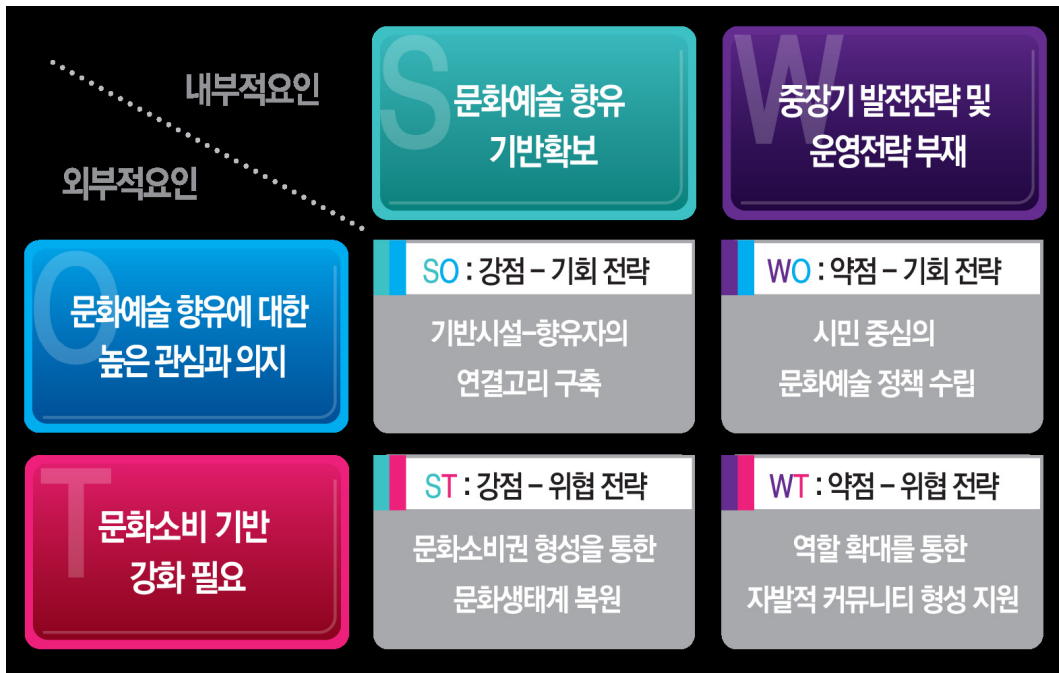 내부적요인
외부적요인
S
문화예술 향유
기반확보
W
중장기 발전전략 및
운영전략 부재
O
문화예술 향유에 대한
높은 관심과 의지
SO : 강점 – 기회 전략
기반시설–향유자의
연결고리 구축
WO : 약점 – 기회 전략
시민 중심의
문화예술 정책 수립
T
문화소비 기반
강화 필요
ST : 강점 – 위협 전략
문화소비권 형성을 통한
문화생태계 복원
WT : 약점 – 위협 전략
역할 확대를 통한
자발적 커뮤니티 형성 지원